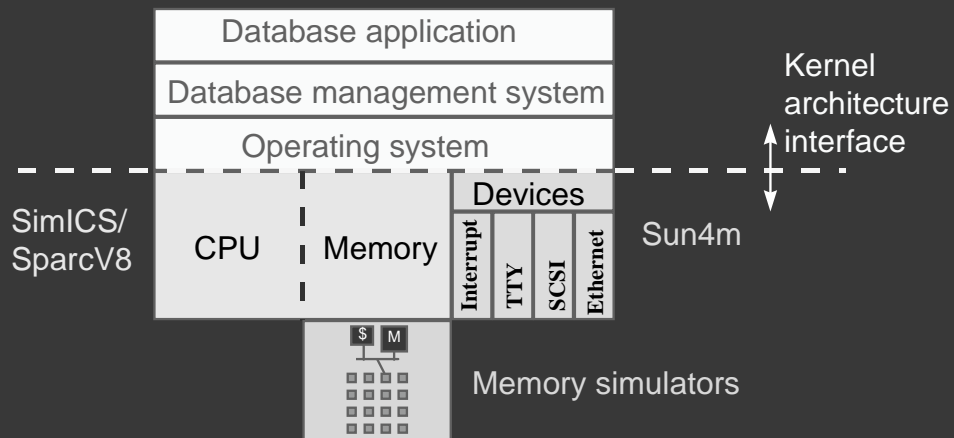 Database application
Database management system
Operating system
Kernel
architecture
interface
SimICS/
SparcV8
CPU
Memory
Devices
Interrupt
TTY
SCSI
Ethernet
Sun4m
$
M
Memory simulators